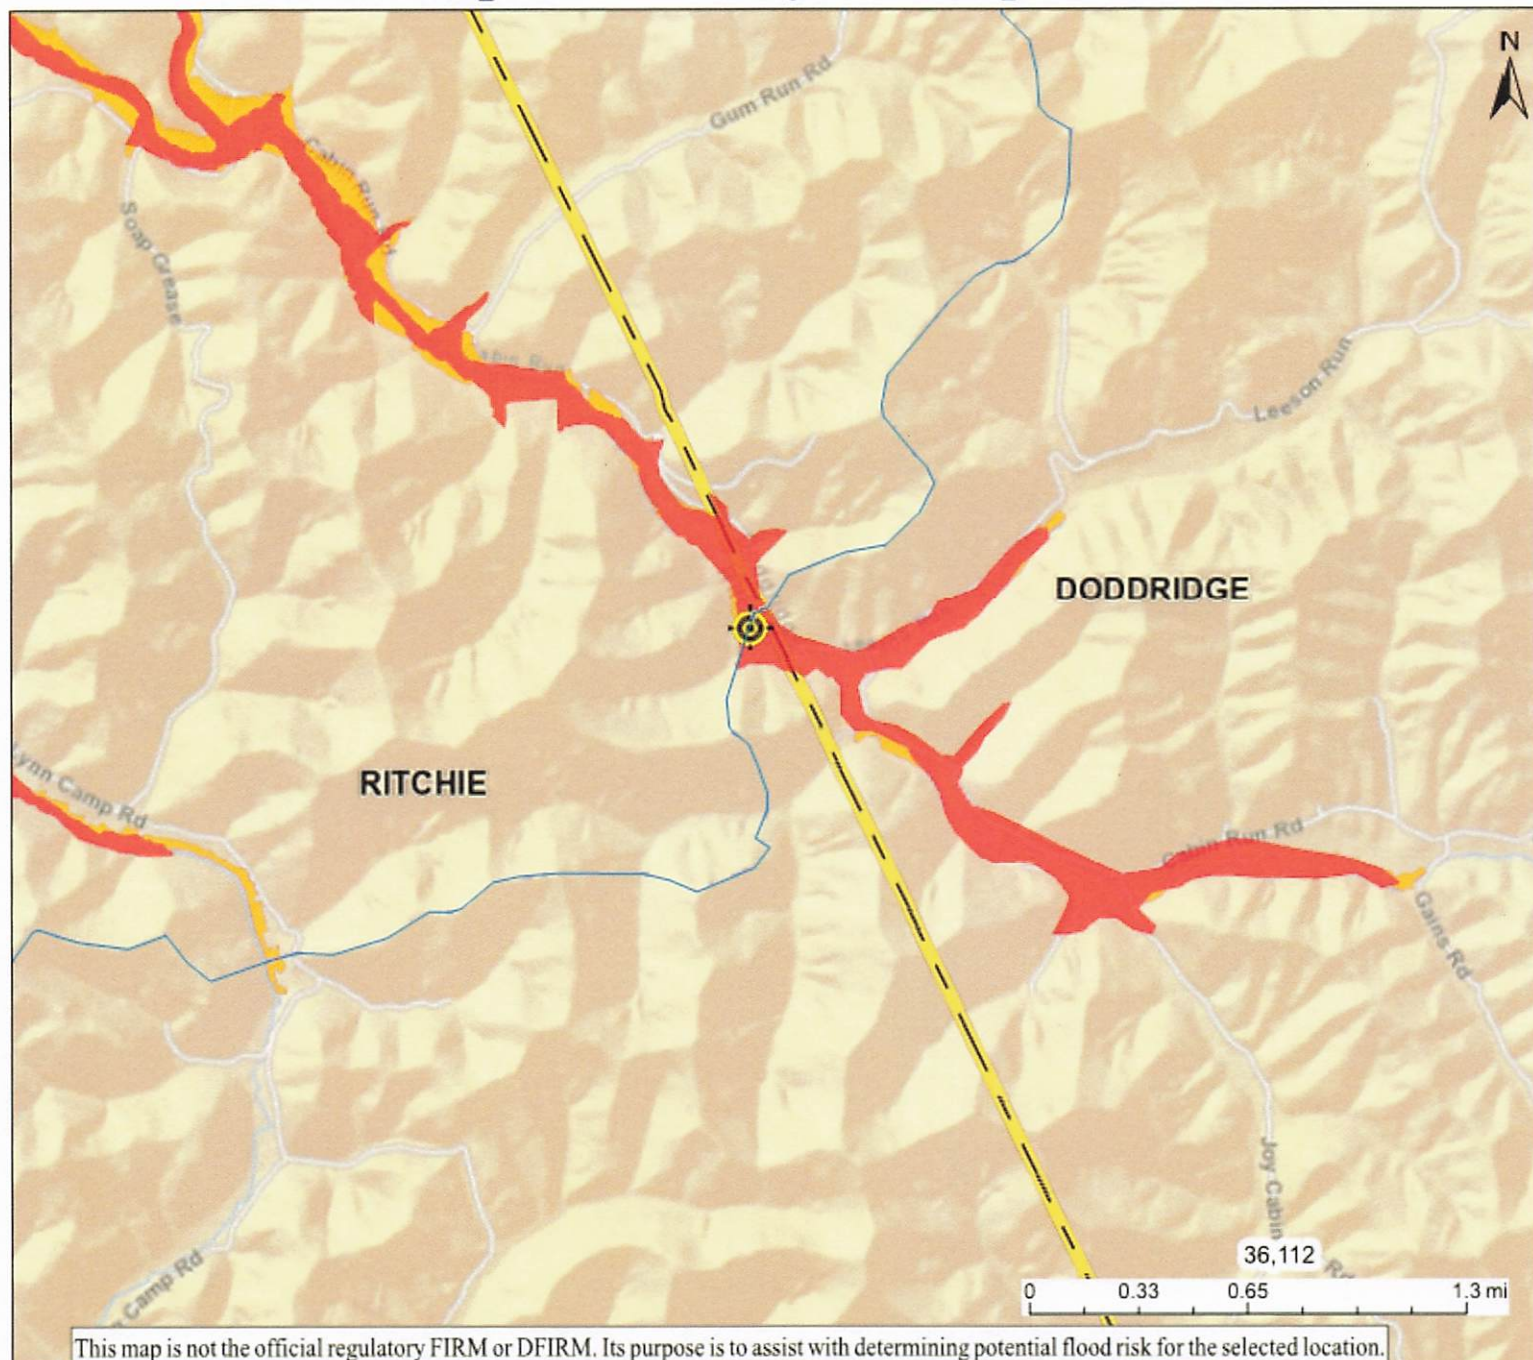 N
Gum Run Rd
Cabin Run
Soap Grease
abin Run
Leeson Run
DODDRIDGE
RITCHIE
Lynn Camp Rd
Cabin Run Rd
Gains Rd
Joy Cabin
Rd
36,112
0 0.33 0.65 1.3 mi
Camp Rd
This map is not the official regulatory FIRM or DFIRM. Its purpose is to assist with determining potential flood risk for the selected location.